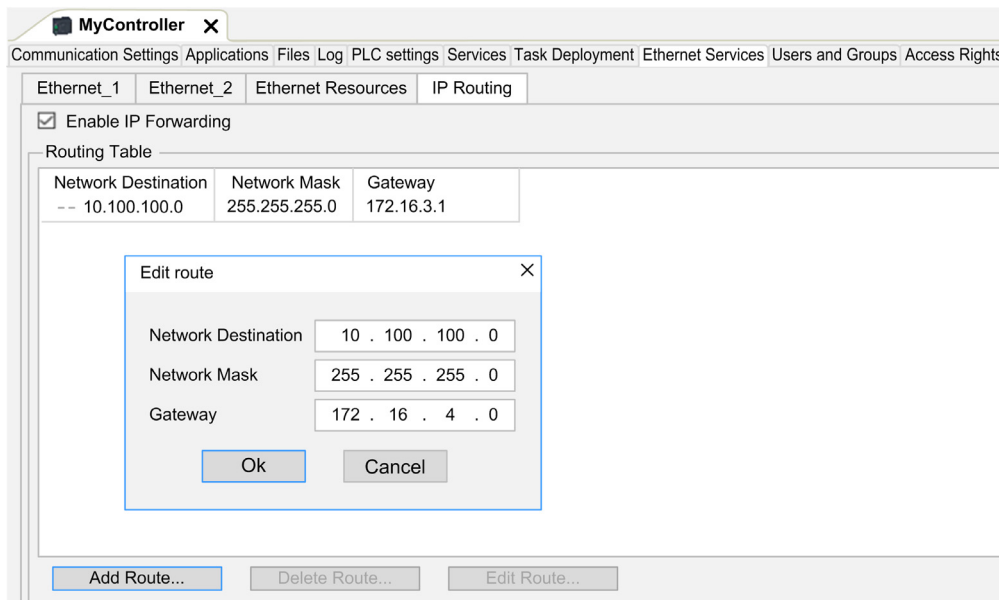 MyController X
Communication Settings Applications Files Log PLC settings Services Task Deployment Ethernet Services Users and Groups Access Rights
Ethernet_1 Ethernet_2 Ethernet Resources IP Routing
Enable IP Forwarding
Routing Table
Network Destination Network Mask Gateway
-- 10.100.100.0 255.255.255.0 172.16.3.1
Edit route
Network Destination 10 . 100 . 100 . 0
Network Mask 255 . 255 . 255 . 0
Gateway 172 . 16 . 4 . 0
Ok Cancel
Add Route... Delete Route... Edit Route...